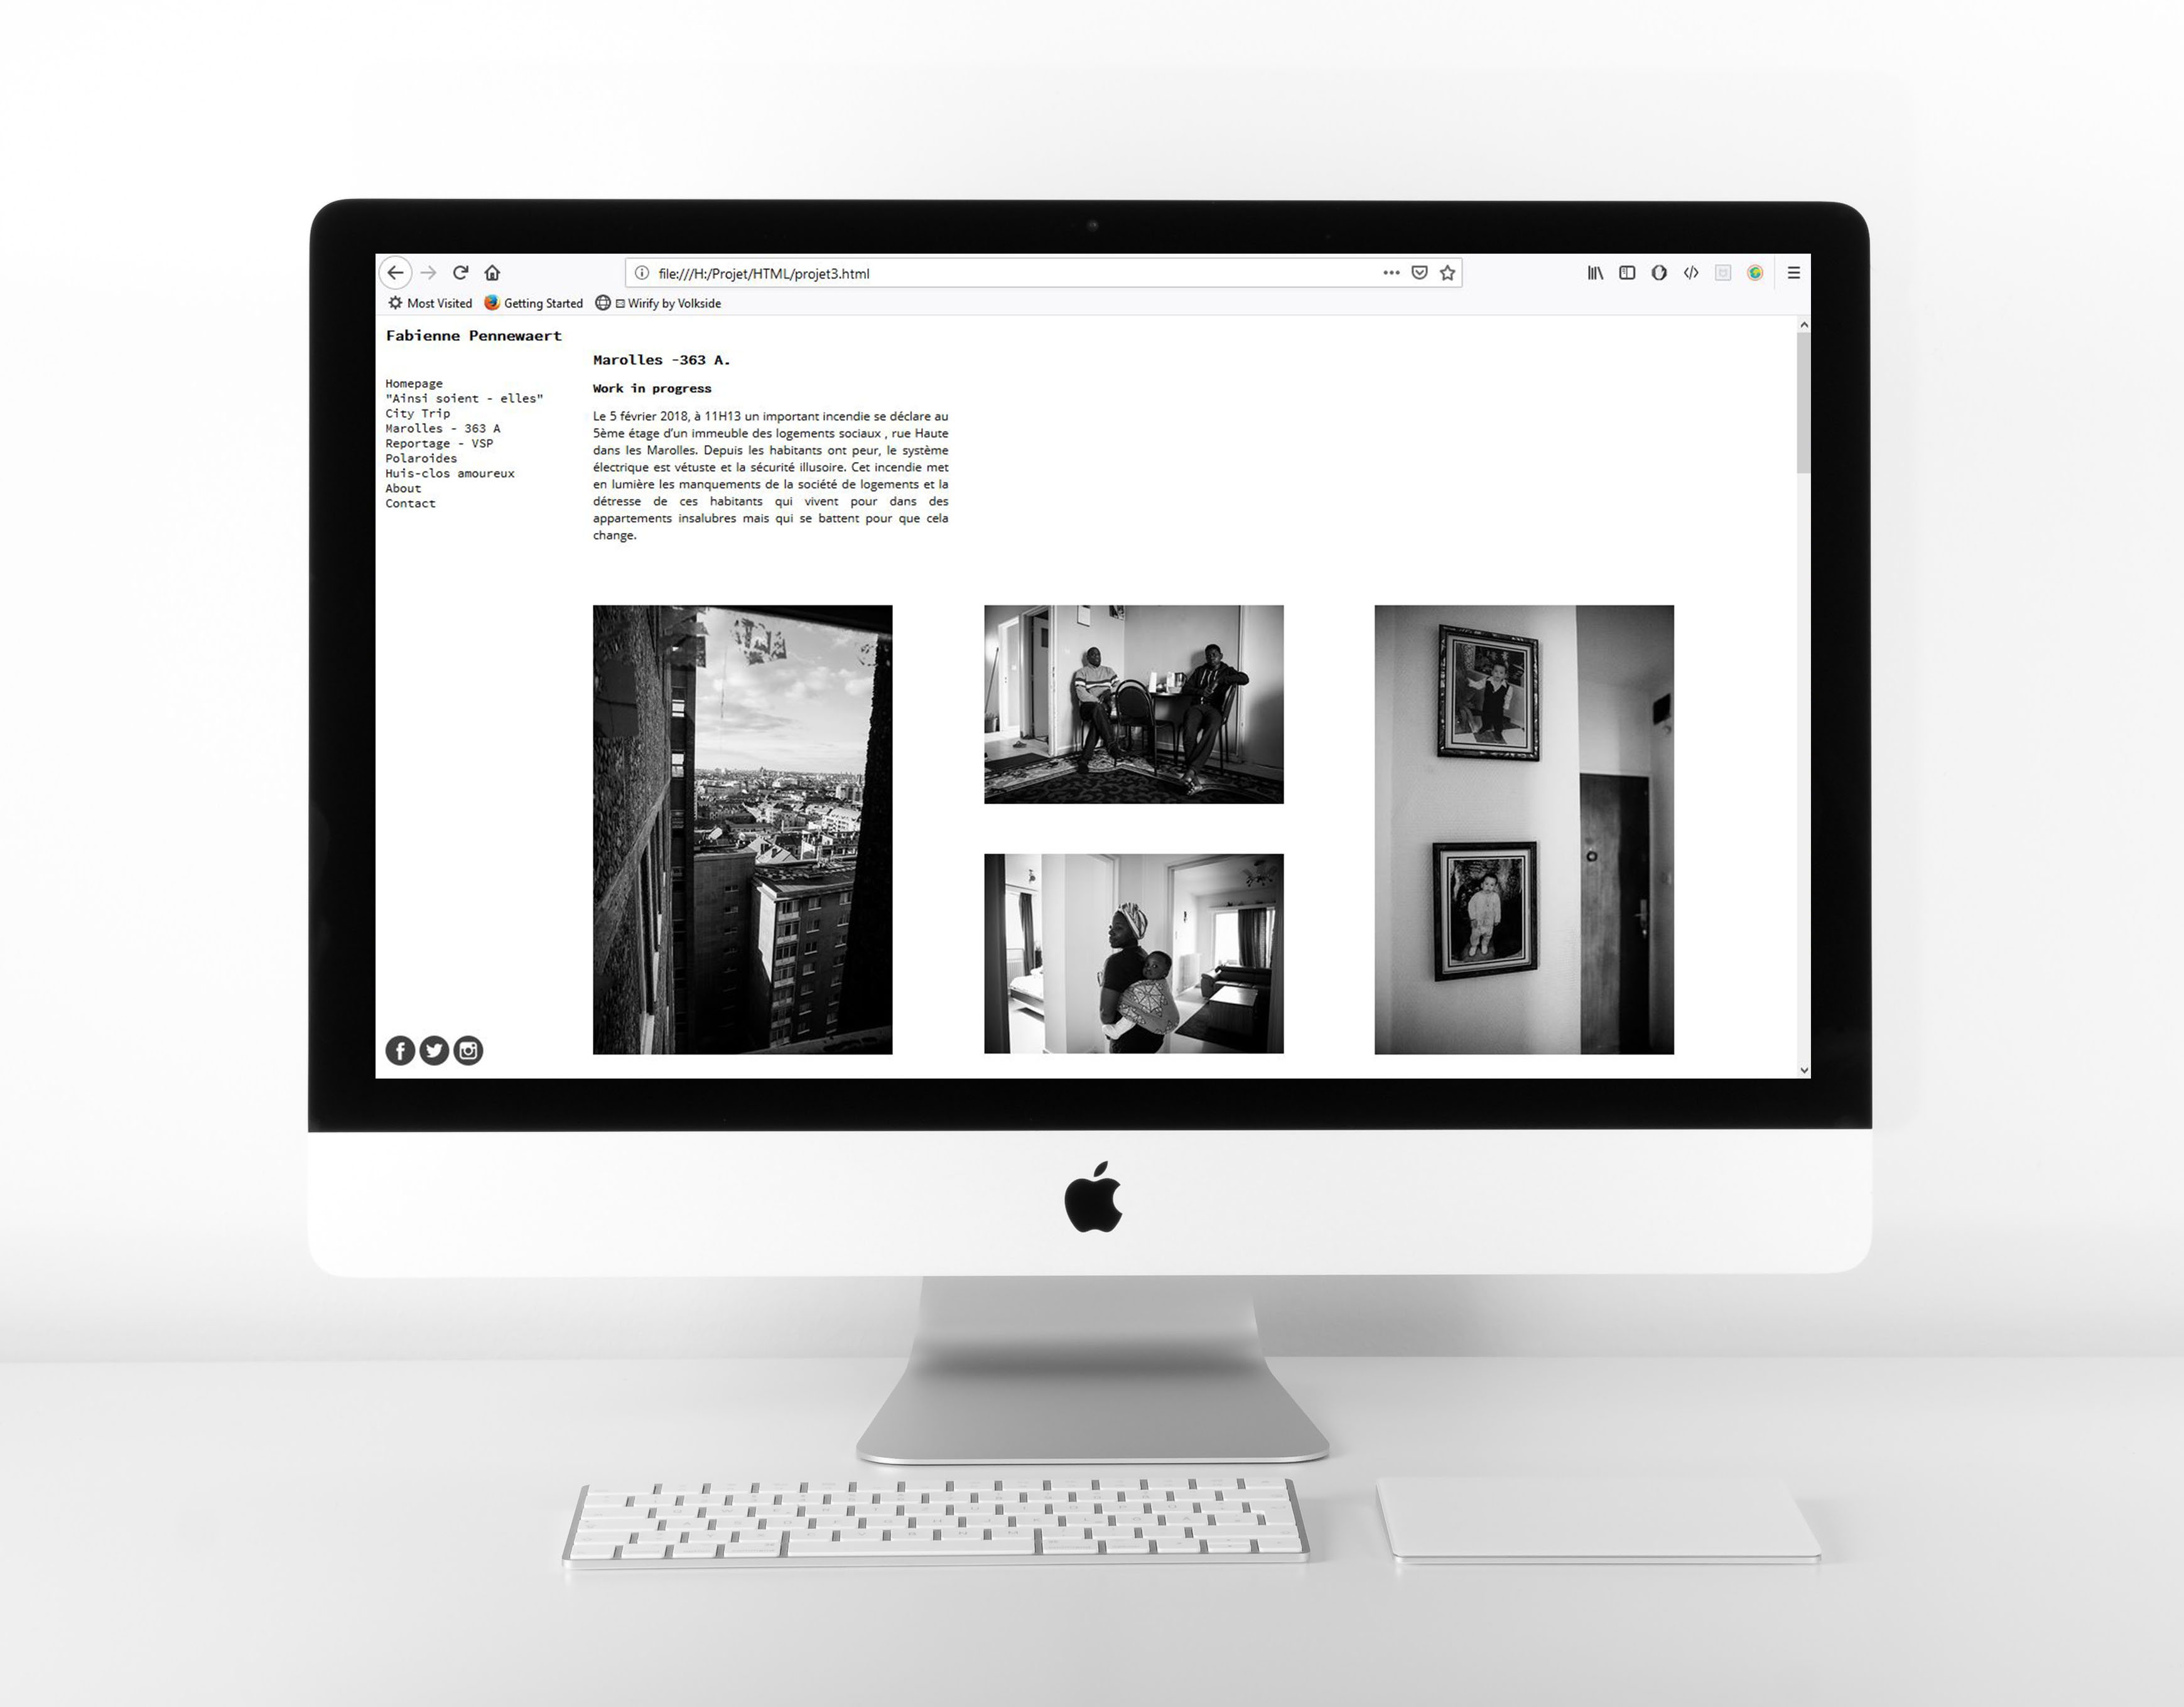 file:///H:/Projet/HTML/projet3.html
Most Visited
Getting Started
Wirify by Volkside
Fabienne Pennewaert
Homepage
"Ainsi soient - elles"
City Trip
Marolles - 363 A
Reportage - VSP
Polaroides
Huis-clos amoureux
About
Contact
Marolles -363 A.
Work in progress
Le 5 février 2018, à 11H13 un important incendie se déclare au
5ème étage d'un immeuble des logements sociaux , rue Haute
dans les Marolles. Depuis les habitants ont peur, le système
électrique est vétuste et la sécurité illusoire. Cet incendie met
en lumière les manquements de la société de logements et la
détresse de ces habitants qui vivent pour dans des
appartements insalubres mais qui se battent pour que cela
change.